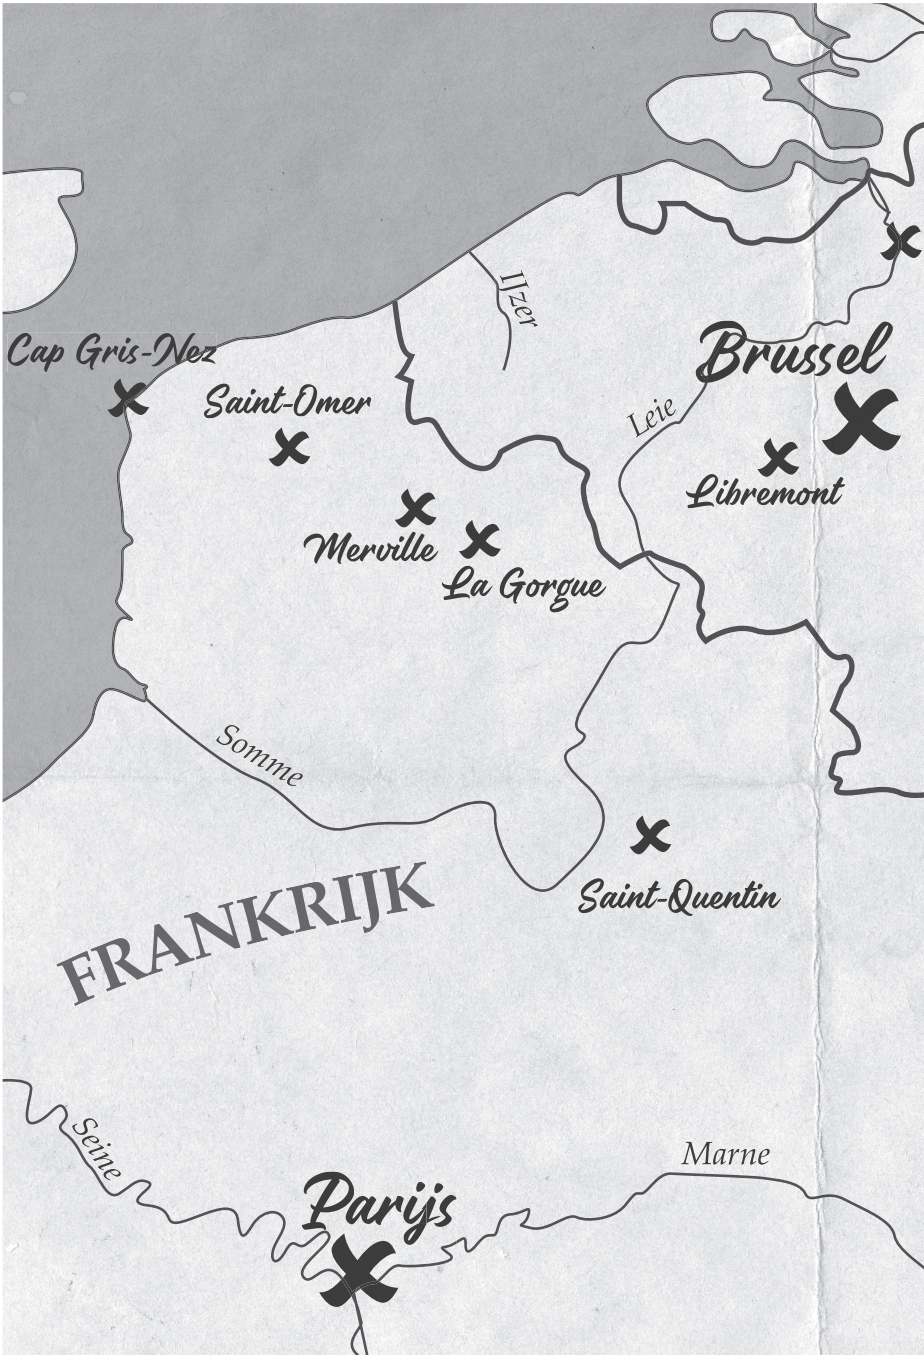 IJzer
Cap Gris-Nez
Brussel
Saint-Omer
Leie
Libremont
Merville
La Gorgue
Somme
Saint-Quentin
FRANKRIJK
Seine
Marne
Parijs